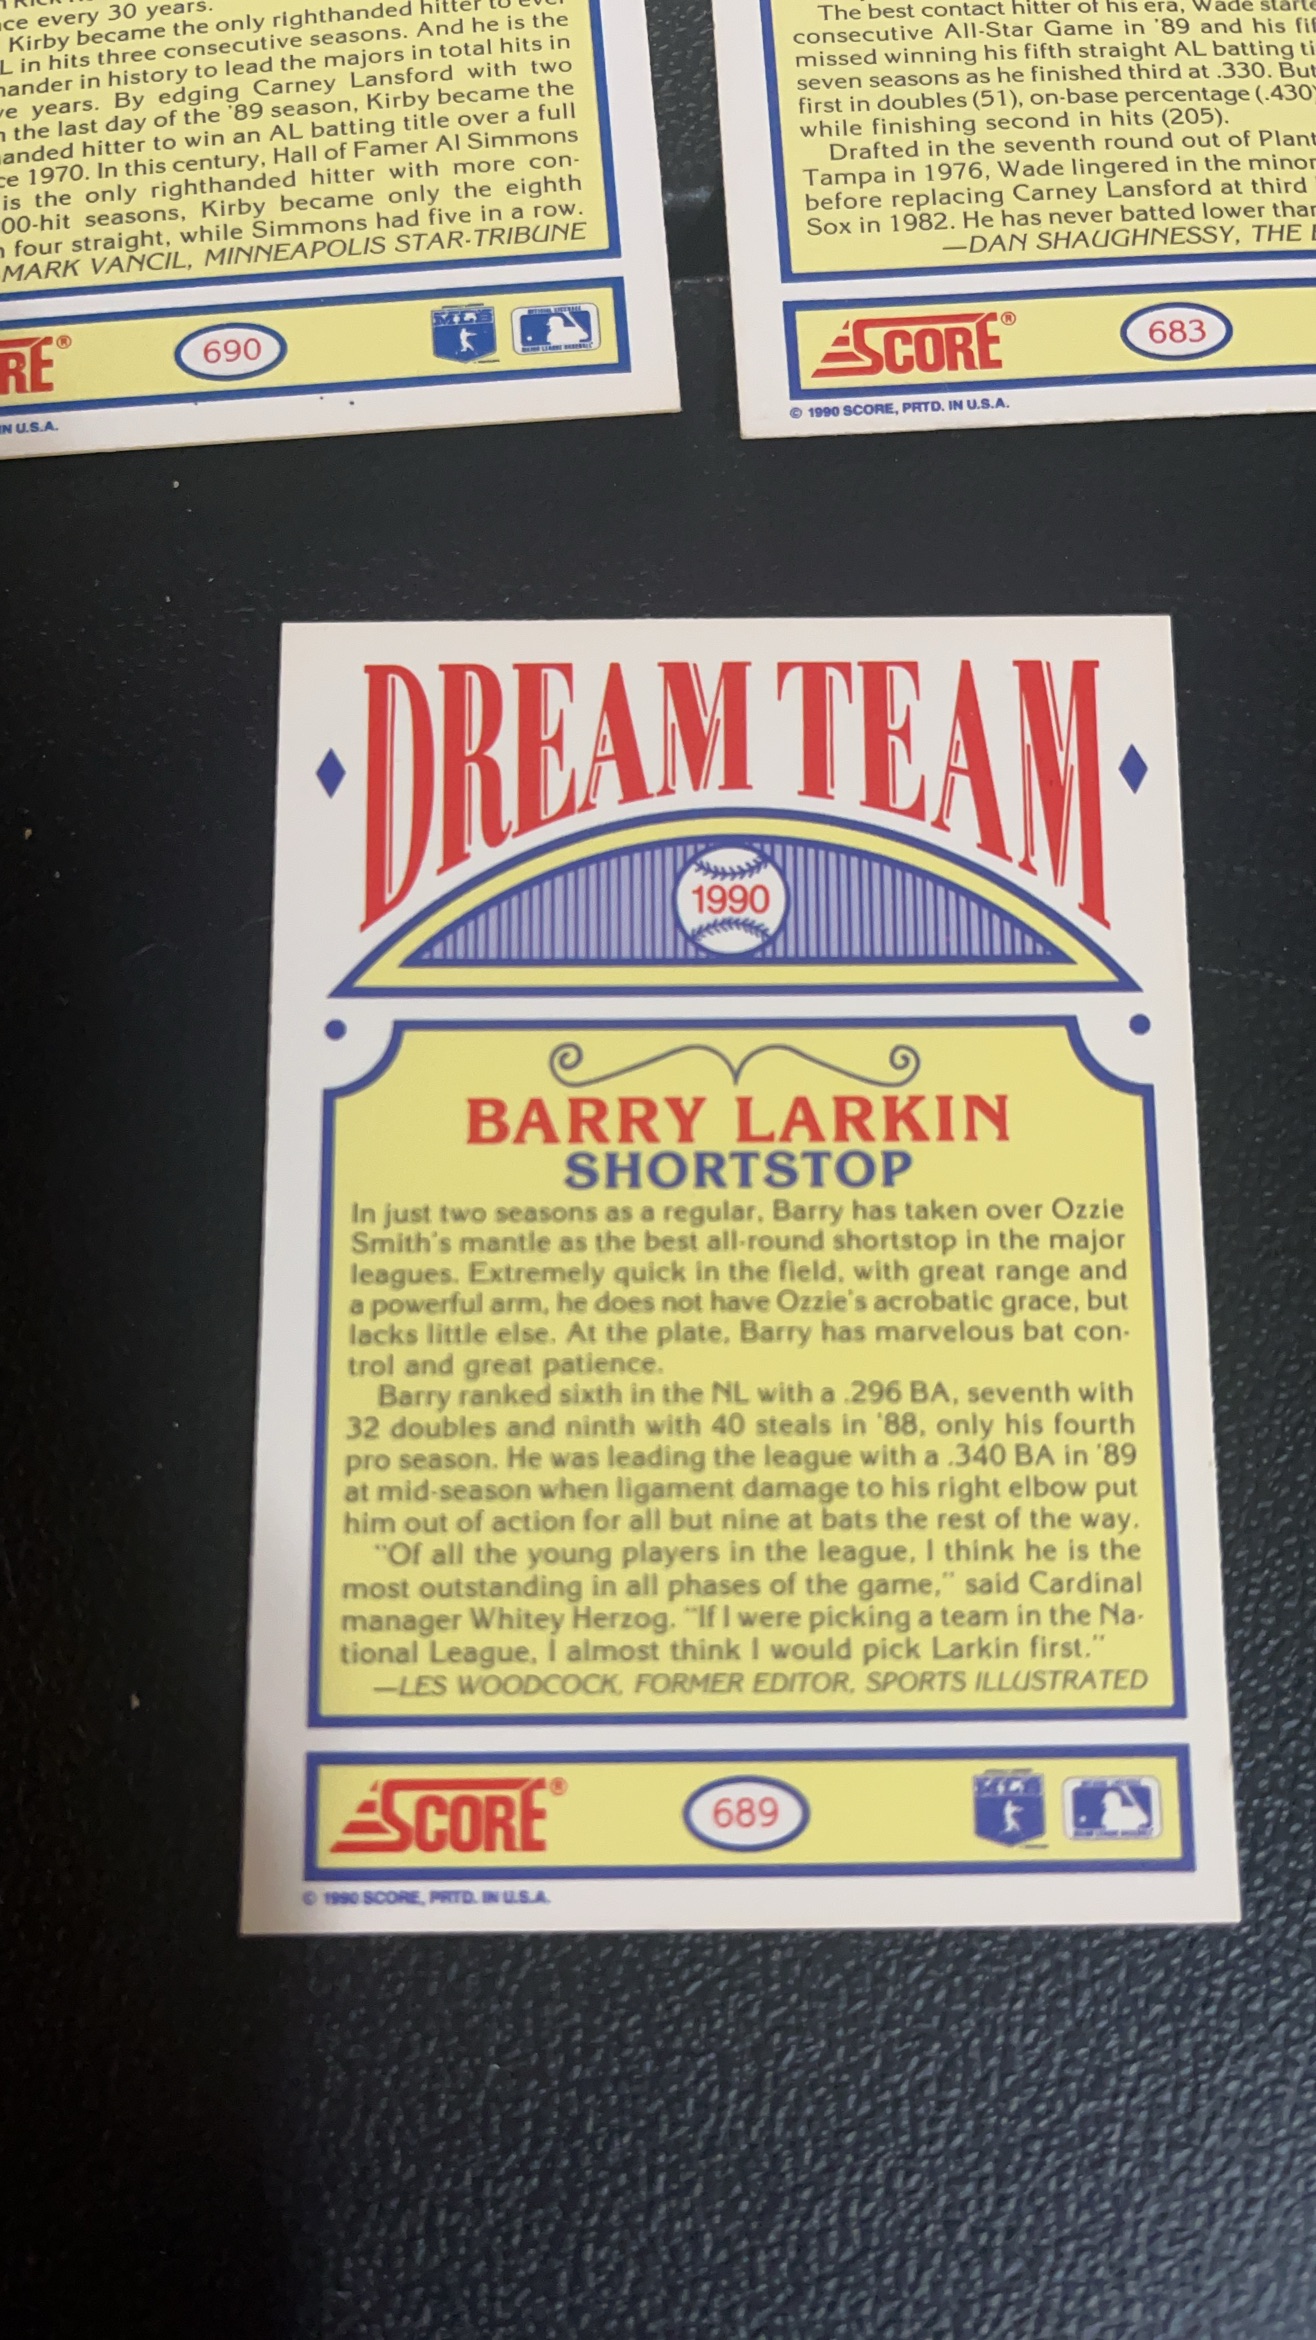 ce every 30 years.
Kirby became the only righthanded hitter to ever
L in hits three consecutive seasons. And he is the
hander in history to lead the majors in total hits in
ve years. By edging Carney Lansford with two
n the last day of the '89 season, Kirby became the
anded hitter to win an AL batting title over a full
ce 1970. In this century, Hall of Famer Al Simmons
is the only righthanded hitter with more con-
00-hit seasons, Kirby became only the eighth
n four straight, while Simmons had five in a row.
MARK VANCIL, MINNEAPOLIS STAR-TRIBUNE
RE®
690
IN U.S.A.
The best contact hitter of his era, Wade starte
consecutive All-Star Game in '89 and his fif
missed winning his fifth straight AL batting ti
seven seasons as he finished third at .330. But
first in doubles (51), on-base percentage (.430)
while finishing second in hits (205).
Drafted in the seventh round out of Plant
Tampa in 1976, Wade lingered in the minor
before replacing Carney Lansford at third
Sox in 1982. He has never batted lower than
—DAN SHAUGHNESSY, THE
SCORE®
683
© 1990 SCORE, PRTD. IN U.S.A.
DREAM TEAM
1990
BARRY LARKIN
SHORTSTOP
In just two seasons as a regular, Barry has taken over Ozzie
Smith's mantle as the best all-round shortstop in the major
leagues. Extremely quick in the field, with great range and
a powerful arm, he does not have Ozzie's acrobatic grace, but
lacks little else. At the plate, Barry has marvelous bat con-
trol and great patience.
Barry ranked sixth in the NL with a .296 BA, seventh with
32 doubles and ninth with 40 steals in '88, only his fourth
pro season. He was leading the league with a .340 BA in '89
at mid-season when ligament damage to his right elbow put
him out of action for all but nine at bats the rest of the way.
"Of all the young players in the league, I think he is the
most outstanding in all phases of the game," said Cardinal
manager Whitey Herzog. "If I were picking a team in the Na-
tional League, I almost think I would pick Larkin first."
—LES WOODCOCK, FORMER EDITOR, SPORTS ILLUSTRATED
SCORE®
689
© 1990 SCORE, PRTD. IN U.S.A.